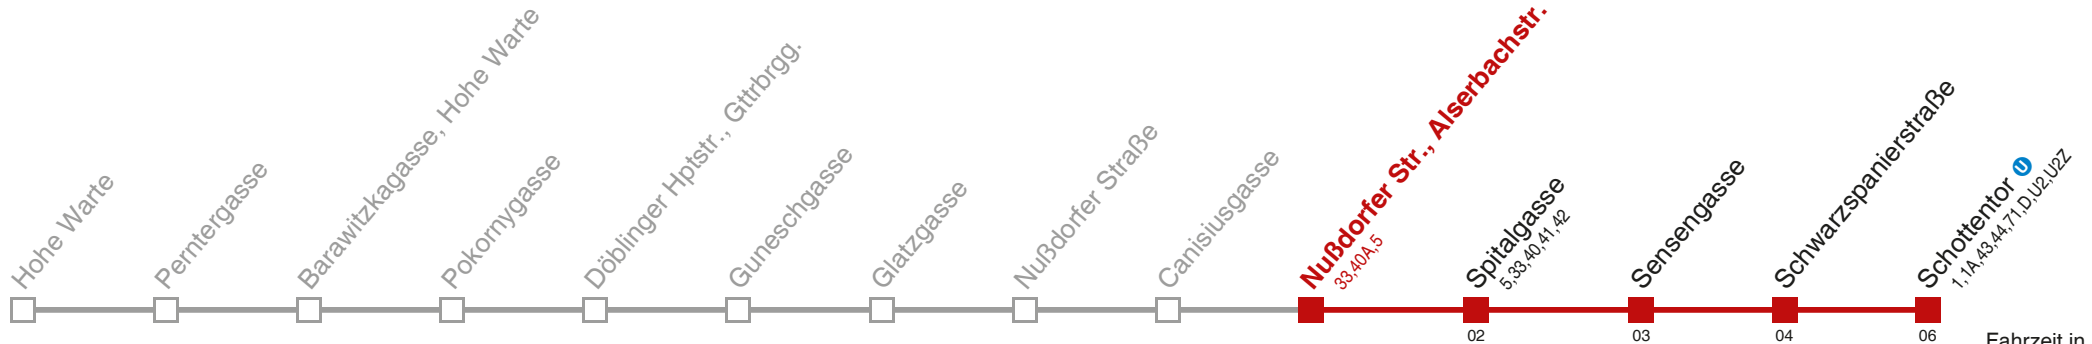 Hohe Warte
Perntergasse
Barawitzkagasse, Hohe Warte
Pokornygasse
Döblinger Hptstr., Gttrbrgg.
Guneschgasse
Glatzgasse
Nußdorfer Straße
Canisiusgasse
Nußdorfer Str., Alserbachstr.
33,40A,5
Spitalgasse
5,33,40,41,42
Sensengasse
Schwarzspanierstraße
Schottentor U
1,1A,43,44,71,D,U2,U2Z
02
03
04
06
Fahrzeit in